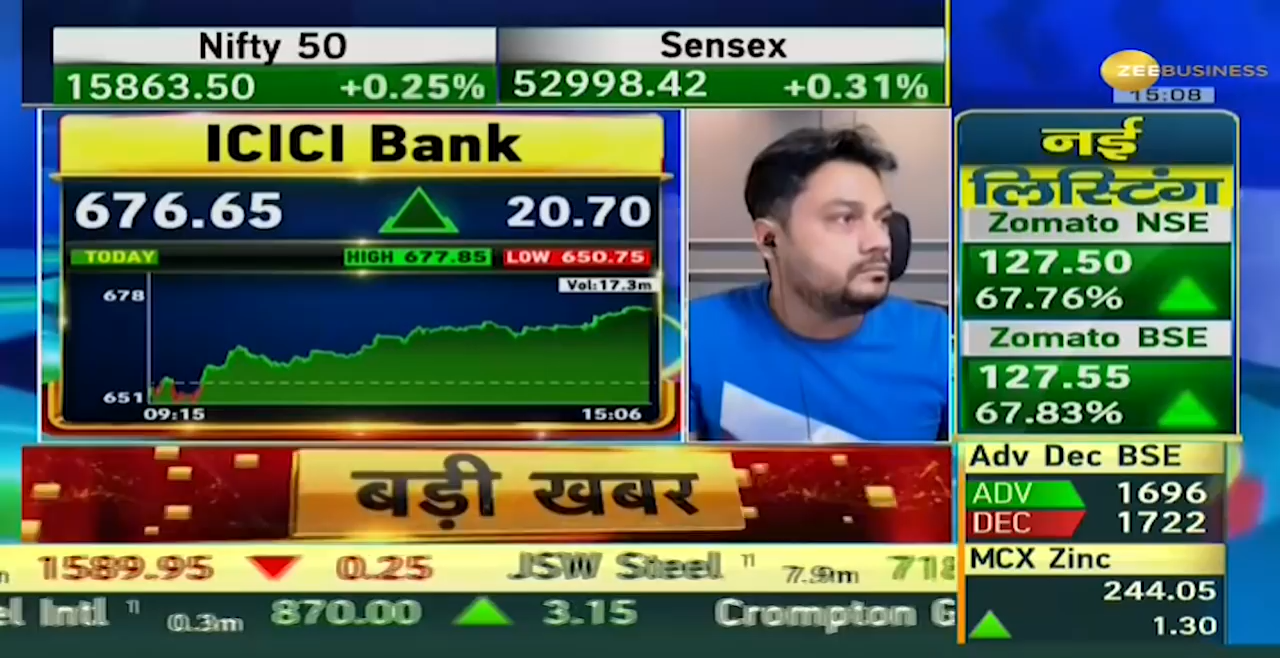 Nifty 50
15863.50 +0.25%
Sensex
52998.42 +0.31%
ZEEBUSINESS
15:08
ICICI Bank
676.65 20.70
TODAY HIGH 677.85 LOW 650.75
Vol:17.3m
678
651
09:15 15:06
नई
लिस्टिंग
Zomato NSE
127.50
67.76%
Zomato BSE
127.55
67.83%
बड़ी खबर
Adv Dec BSE
ADV 1696
DEC 1722
MCX Zinc
244.05
1.30
1589.95 0.25 JSW Steel 7.9m 718
el Intl 0.3m 870.00 3.15 Crompton G